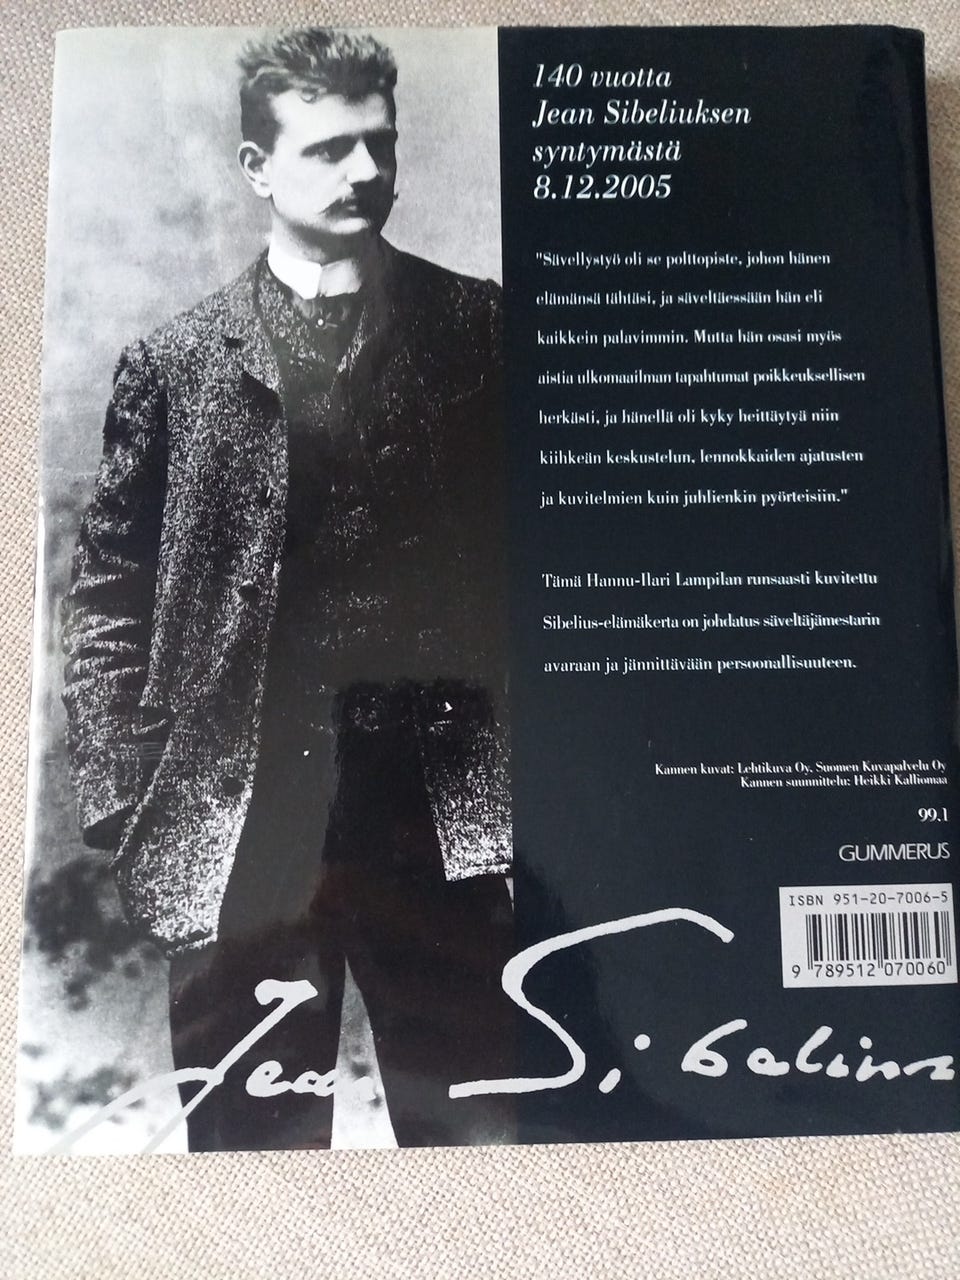 140 vuotta
Jean Sibeliuksen
syntymästä
8.12.2005
"Sävellystyö oli se polttopiste, johon hänen
elämänsä tähtäsi, ja säveltäessään hän eli
kaikkein palavimmin. Mutta hän osasi myös
aistia ulkomaailman tapahtumat poikkeuksellisen
herkästi, ja hänellä oli kyky heittäytyä niin
kiihkeän keskustelun, lennokkaiden ajatusten
ja kuvitelmien kuin juhlienkin pyörteisiin."
Tämä Hannu-Ilari Lampilan runsaasti kuvitettu
Sibelius-elämäkerta on johdatus säveltäjämestarin
avaraan ja jännittävään persoonallisuuteen.
Kannen kuvat: Lehtikuva Oy, Suomen Kuvapalvelu Oy
Kannen suunnittelu: Heikki Kalliomaa
99.1
GUMMERUS
ISBN 951-20-7006-5
9 789512 070060
Jean Sibelius